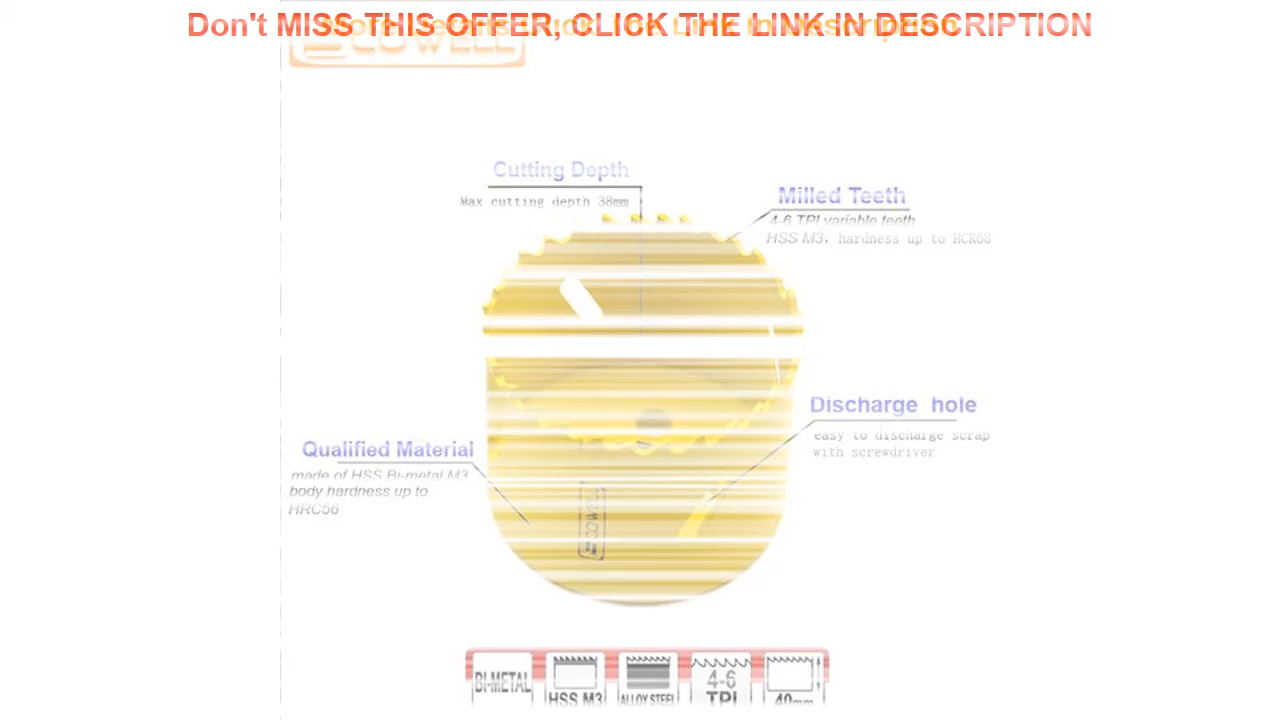 Don't MISS THIS OFFER, CLICK THE LINK IN DESCRIPTION
COWELL
Cutting Depth
Max cutting depth 38mm
Milled Teeth
4-6 TPI variable teeth
HSS M3, hardness up to HCR68
Discharge hole
easy to discharge scrap
with screwdriver
Qualified Material
made of HSS Bi-metal M3
body hardness up to
HRC56
BI-METAL
HSS M3
ALLOY STEEL
4-6
TPI
40mm